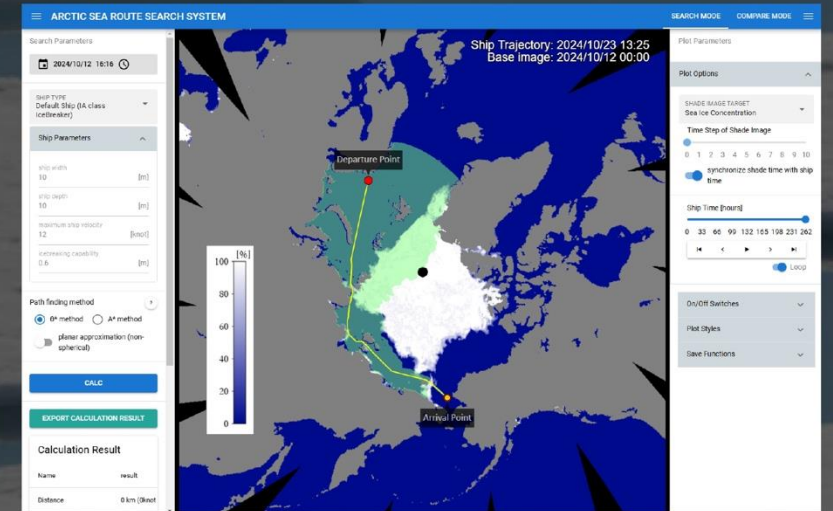 ARCTIC SEA ROUTE SEARCH SYSTEM
SEARCH MODE
COMPARE MODE
Search Parameters
2024/10/12 16:16
SHIP TYPE
Default Ship (IA class
icebreaker)
Ship Parameters
ship width
10 [m]
ship depth
10 [m]
maximum ship velocity
12 [knot]
icebreaking capability
0.6 [m]
Path finding method
?
θ* method
A* method
planar approximation (non-
spherical)
CALC
EXPORT CALCULATION RESULT
Calculation Result
Name result
Distance 0 km (0knot
Ship Trajectory: 2024/10/23 13:25
Base image: 2024/10/12 00:00
Departure Point
Arrival Point
[%]
100
80
60
40
20
0
Plot Parameters
Plot Options
SHADE IMAGE TARGET
Sea Ice Concentration
Time Step of Shade Image
0 1 2 3 4 5 6 7 8 9 10
synchronize shade time with ship
time
Ship Time [hours]
0 33 66 99 132 165 198 231 262
Loop
On/Off Switches
Plot Styles
Save Functions